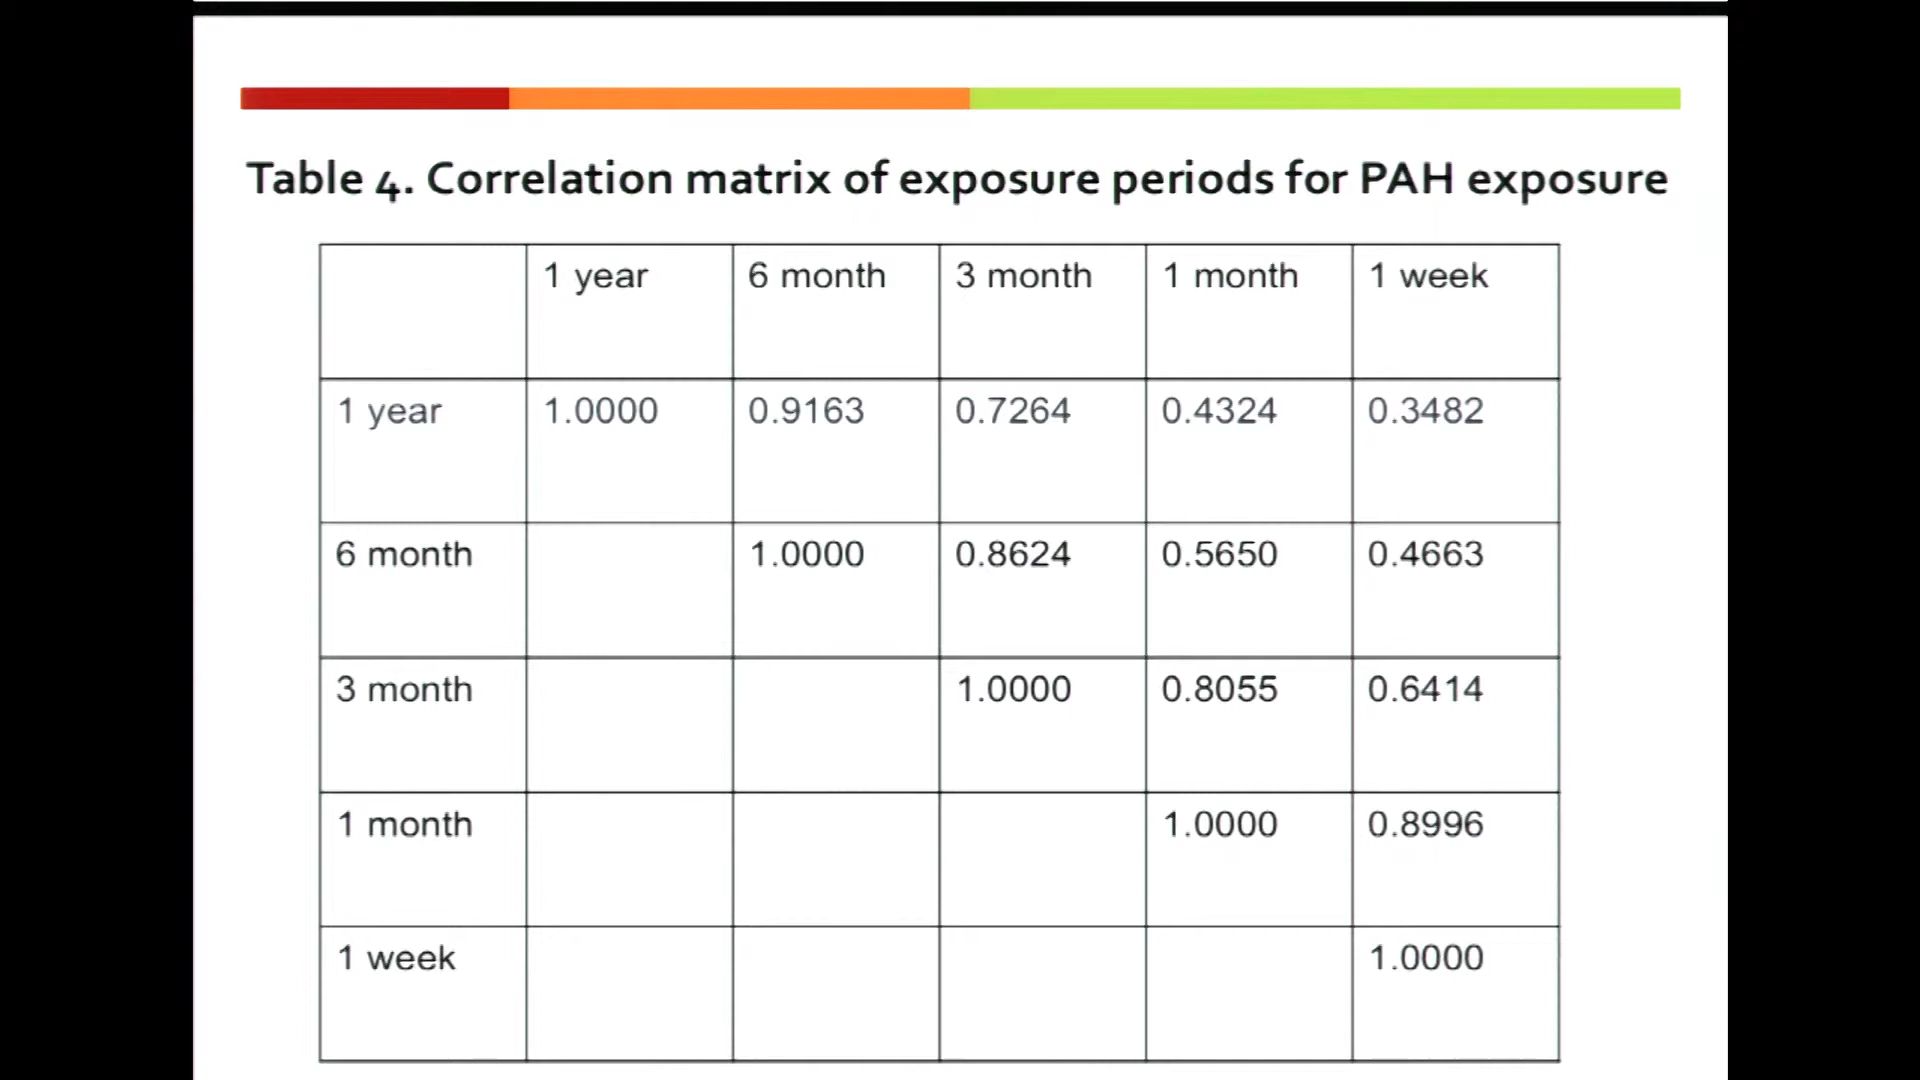 Table 4. Correlation matrix of exposure periods for PAH exposure
1 year 6 month 3 month 1 month 1 week
1 year 1.0000 0.9163 0.7264 0.4324 0.3482
6 month 1.0000 0.8624 0.5650 0.4663
3 month 1.0000 0.8055 0.6414
1 month 1.0000 0.8996
1 week 1.0000